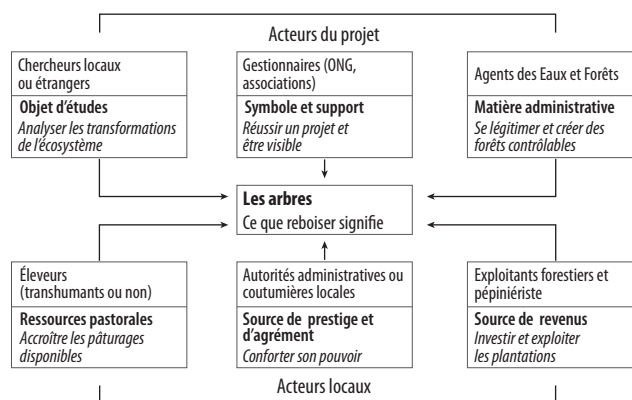 Acteurs du projet
Chercheurs locaux
ou étrangers
Objet d'études
Analyser les transformations
de l'écosystème
Gestionnaires (ONG,
associations)
Symbole et support
Réussir un projet et
être visible
Agents des Eaux et Forêts
Matière administrative
Se légitimer et créer des
forêts contrôlables
Les arbres
Ce que reboiser signifie
Éleveurs
(transhumants ou non)
Ressources pastorales
Accroître les pâturages
disponibles
Autorités administratives ou
coutumières locales
Source de prestige et
d'agrément
Conforter son pouvoir
Exploitants forestiers et
pépiniériste
Source de revenus
Investir et exploiter
les plantations
Acteurs locaux